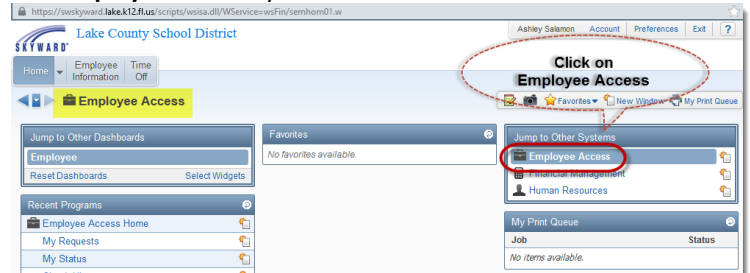 https://swskyward.lake.k12.fl.us/scripts/wsisa.dll/WService=wsFin/semhom01.w
Lake County School District
SKYWARD
Ashley Salamon Account Preferences Exit ?
Home Employee Information Time Off
Click on
Employee Access
Employee Access
Favorites New Window My Print Queue
Jump to Other Dashboards
Employee
Reset Dashboards Select Widgets
Favorites
No favorites available.
Jump to Other Systems
Employee Access
Financial Management
Human Resources
Recent Programs
Employee Access Home
My Requests
My Status
My Print Queue
Job Status
No items available.